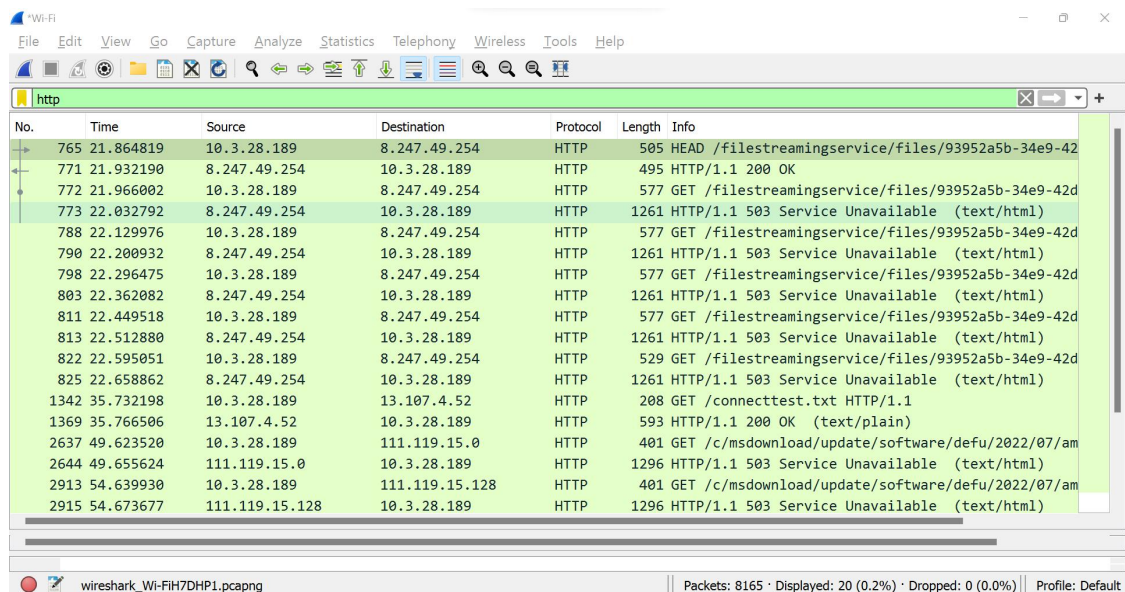 *Wi-Fi
File Edit View Go Capture Analyze Statistics Telephony Wireless Tools Help
http
No. Time Source Destination Protocol Length Info
765 21.864819 10.3.28.189 8.247.49.254 HTTP 505 HEAD /filestreamingservice/files/93952a5b-34e9-42
771 21.932190 8.247.49.254 10.3.28.189 HTTP 495 HTTP/1.1 200 OK
772 21.966002 10.3.28.189 8.247.49.254 HTTP 577 GET /filestreamingservice/files/93952a5b-34e9-42d
773 22.032792 8.247.49.254 10.3.28.189 HTTP 1261 HTTP/1.1 503 Service Unavailable (text/html)
788 22.129976 10.3.28.189 8.247.49.254 HTTP 577 GET /filestreamingservice/files/93952a5b-34e9-42d
790 22.200932 8.247.49.254 10.3.28.189 HTTP 1261 HTTP/1.1 503 Service Unavailable (text/html)
798 22.296475 10.3.28.189 8.247.49.254 HTTP 577 GET /filestreamingservice/files/93952a5b-34e9-42d
803 22.362082 8.247.49.254 10.3.28.189 HTTP 1261 HTTP/1.1 503 Service Unavailable (text/html)
811 22.449518 10.3.28.189 8.247.49.254 HTTP 577 GET /filestreamingservice/files/93952a5b-34e9-42d
813 22.512880 8.247.49.254 10.3.28.189 HTTP 1261 HTTP/1.1 503 Service Unavailable (text/html)
822 22.595051 10.3.28.189 8.247.49.254 HTTP 529 GET /filestreamingservice/files/93952a5b-34e9-42d
825 22.658862 8.247.49.254 10.3.28.189 HTTP 1261 HTTP/1.1 503 Service Unavailable (text/html)
1342 35.732198 10.3.28.189 13.107.4.52 HTTP 208 GET /connecttest.txt HTTP/1.1
1369 35.766506 13.107.4.52 10.3.28.189 HTTP 593 HTTP/1.1 200 OK (text/plain)
2637 49.623520 10.3.28.189 111.119.15.0 HTTP 401 GET /c/msdownload/update/software/defu/2022/07/am
2644 49.655624 111.119.15.0 10.3.28.189 HTTP 1296 HTTP/1.1 503 Service Unavailable (text/html)
2913 54.639930 10.3.28.189 111.119.15.128 HTTP 401 GET /c/msdownload/update/software/defu/2022/07/am
2915 54.673677 111.119.15.128 10.3.28.189 HTTP 1296 HTTP/1.1 503 Service Unavailable (text/html)
wireshark_Wi-FiH7DHP1.pcapng Packets: 8165 · Displayed: 20 (0.2%) · Dropped: 0 (0.0%) Profile: Default